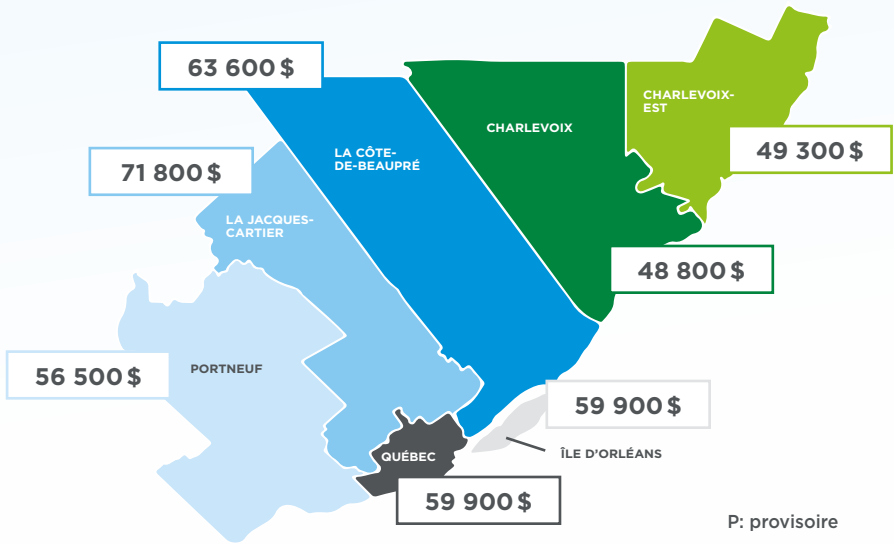 63 600 $
CHARLEVOIX-
EST
CHARLEVOIX
49 300 $
LA CÔTE-
DE-BEAUPRÉ
71 800 $
LA JACQUES-
CARTIER
48 800 $
PORTNEUF
56 500 $
59 900 $
ÎLE D'ORLÉANS
QUÉBEC
59 900 $
P: provisoire